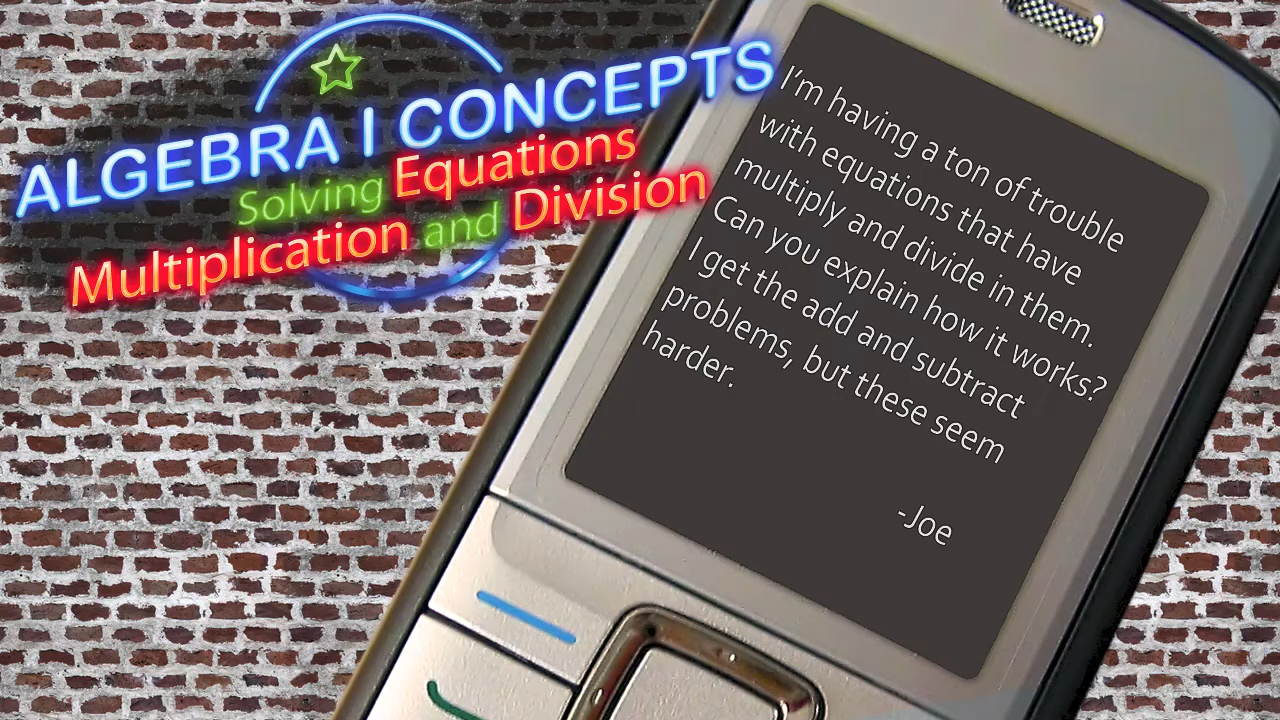 ALGEBRA I CONCEPTS
Solving Equations
Multiplication and Division
I'm having a ton of trouble
with equations that have
multiply and divide in them.
Can you explain how it works?
I get the add and subtract
problems, but these seem
harder.
-Joe